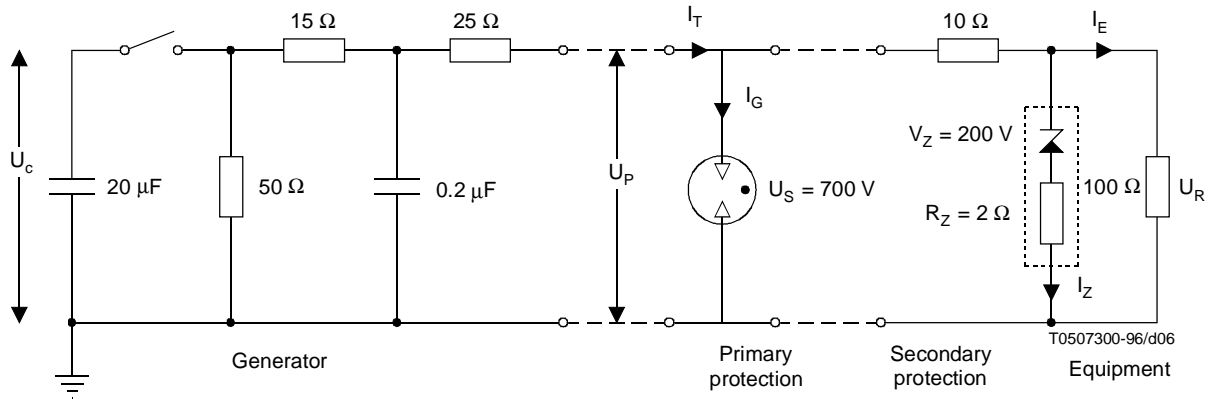 15 Ω
25 Ω
I_T
10 Ω
I_E
I_G
V_Z = 200 V
U_c
20 μF
50 Ω
0.2 μF
U_P
U_S = 700 V
100 Ω
U_R
R_Z = 2 Ω
I_Z
T0507300-96/d06
Generator
Primary
protection
Secondary
protection
Equipment